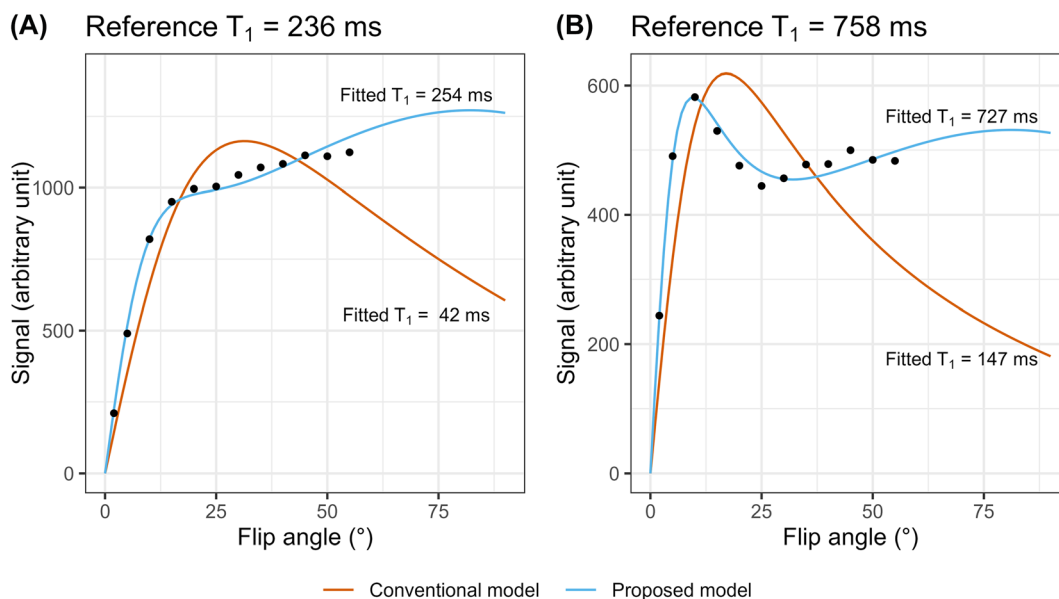 (A) Reference T₁ = 236 ms
Signal (arbitrary unit)
1000
500
0
Fitted T₁ = 254 ms
Fitted T₁ = 42 ms
0 25 50 75
Flip angle (°)
(B) Reference T₁ = 758 ms
Signal (arbitrary unit)
600
400
200
0
Fitted T₁ = 727 ms
Fitted T₁ = 147 ms
0 25 50 75
Flip angle (°)
Conventional model Proposed model